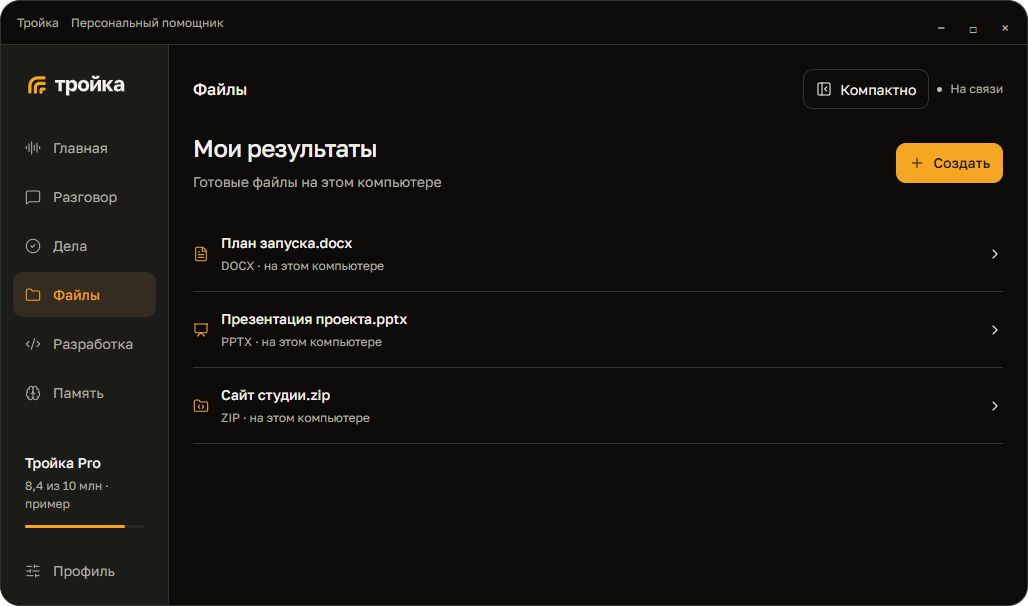 Тройка Персональный помощник
тройка
Главная
Разговор
Дела
Файлы
Разработка
Память
Тройка Pro
8,4 из 10 млн ·
пример
Профиль
Файлы
Компактно
На связи
Мои результаты
Готовые файлы на этом компьютере
+ Создать
План запуска.docx
DOCX · на этом компьютере
Презентация проекта.pptx
PPTX · на этом компьютере
Сайт студии.zip
ZIP · на этом компьютере